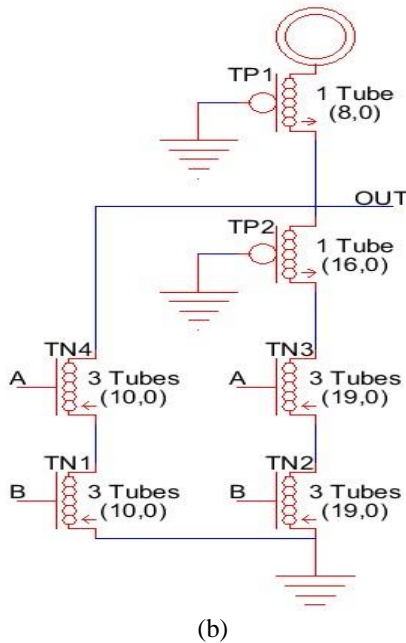 TP1
1 Tube
(8,0)
OUT
TP2
1 Tube
(16,0)
TN4
A
3 Tubes
(10,0)
TN3
A
3 Tubes
(19,0)
TN1
B
3 Tubes
(10,0)
TN2
B
3 Tubes
(19,0)
(b)